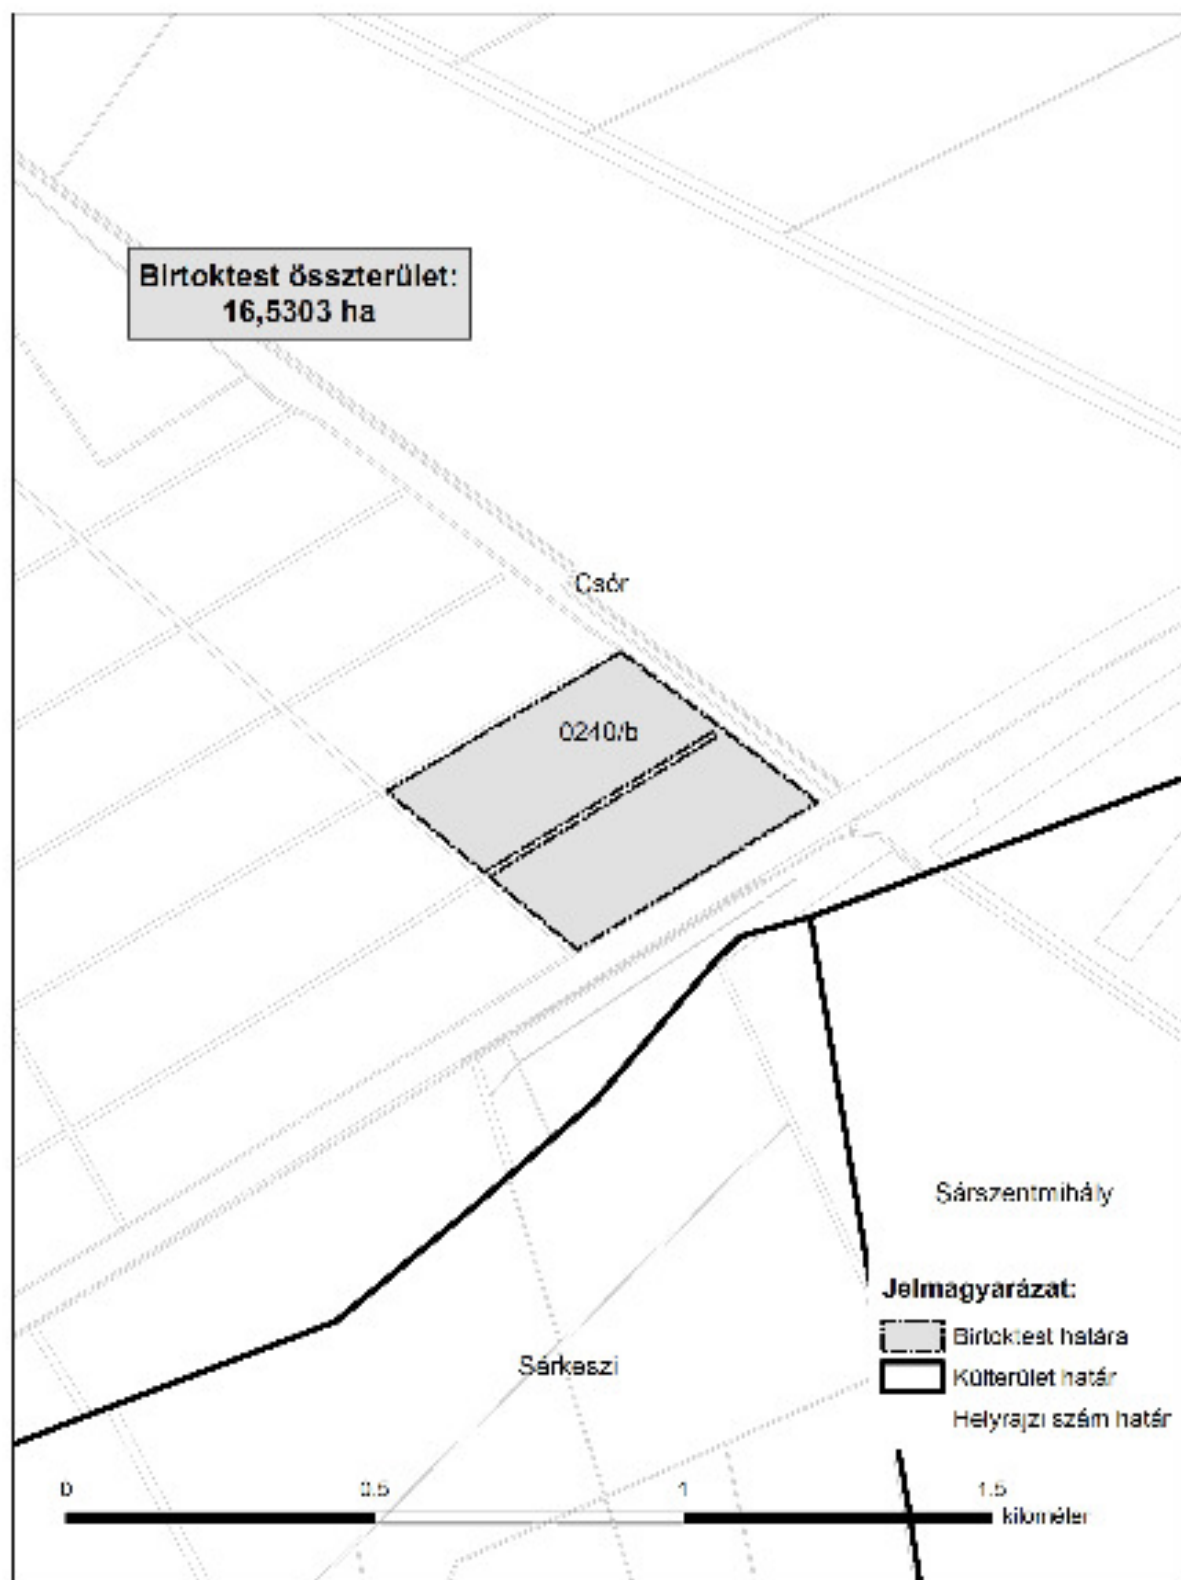 Birtoktest összterület:
16,5303 ha
Csór
0240/b
Sárszentmihály
Jelmagyarázat:
Birtoktest határa
Külterület határ
Helyrajzi szám határ
Sárkeszi
0 0.5 1 1.5
kilométer